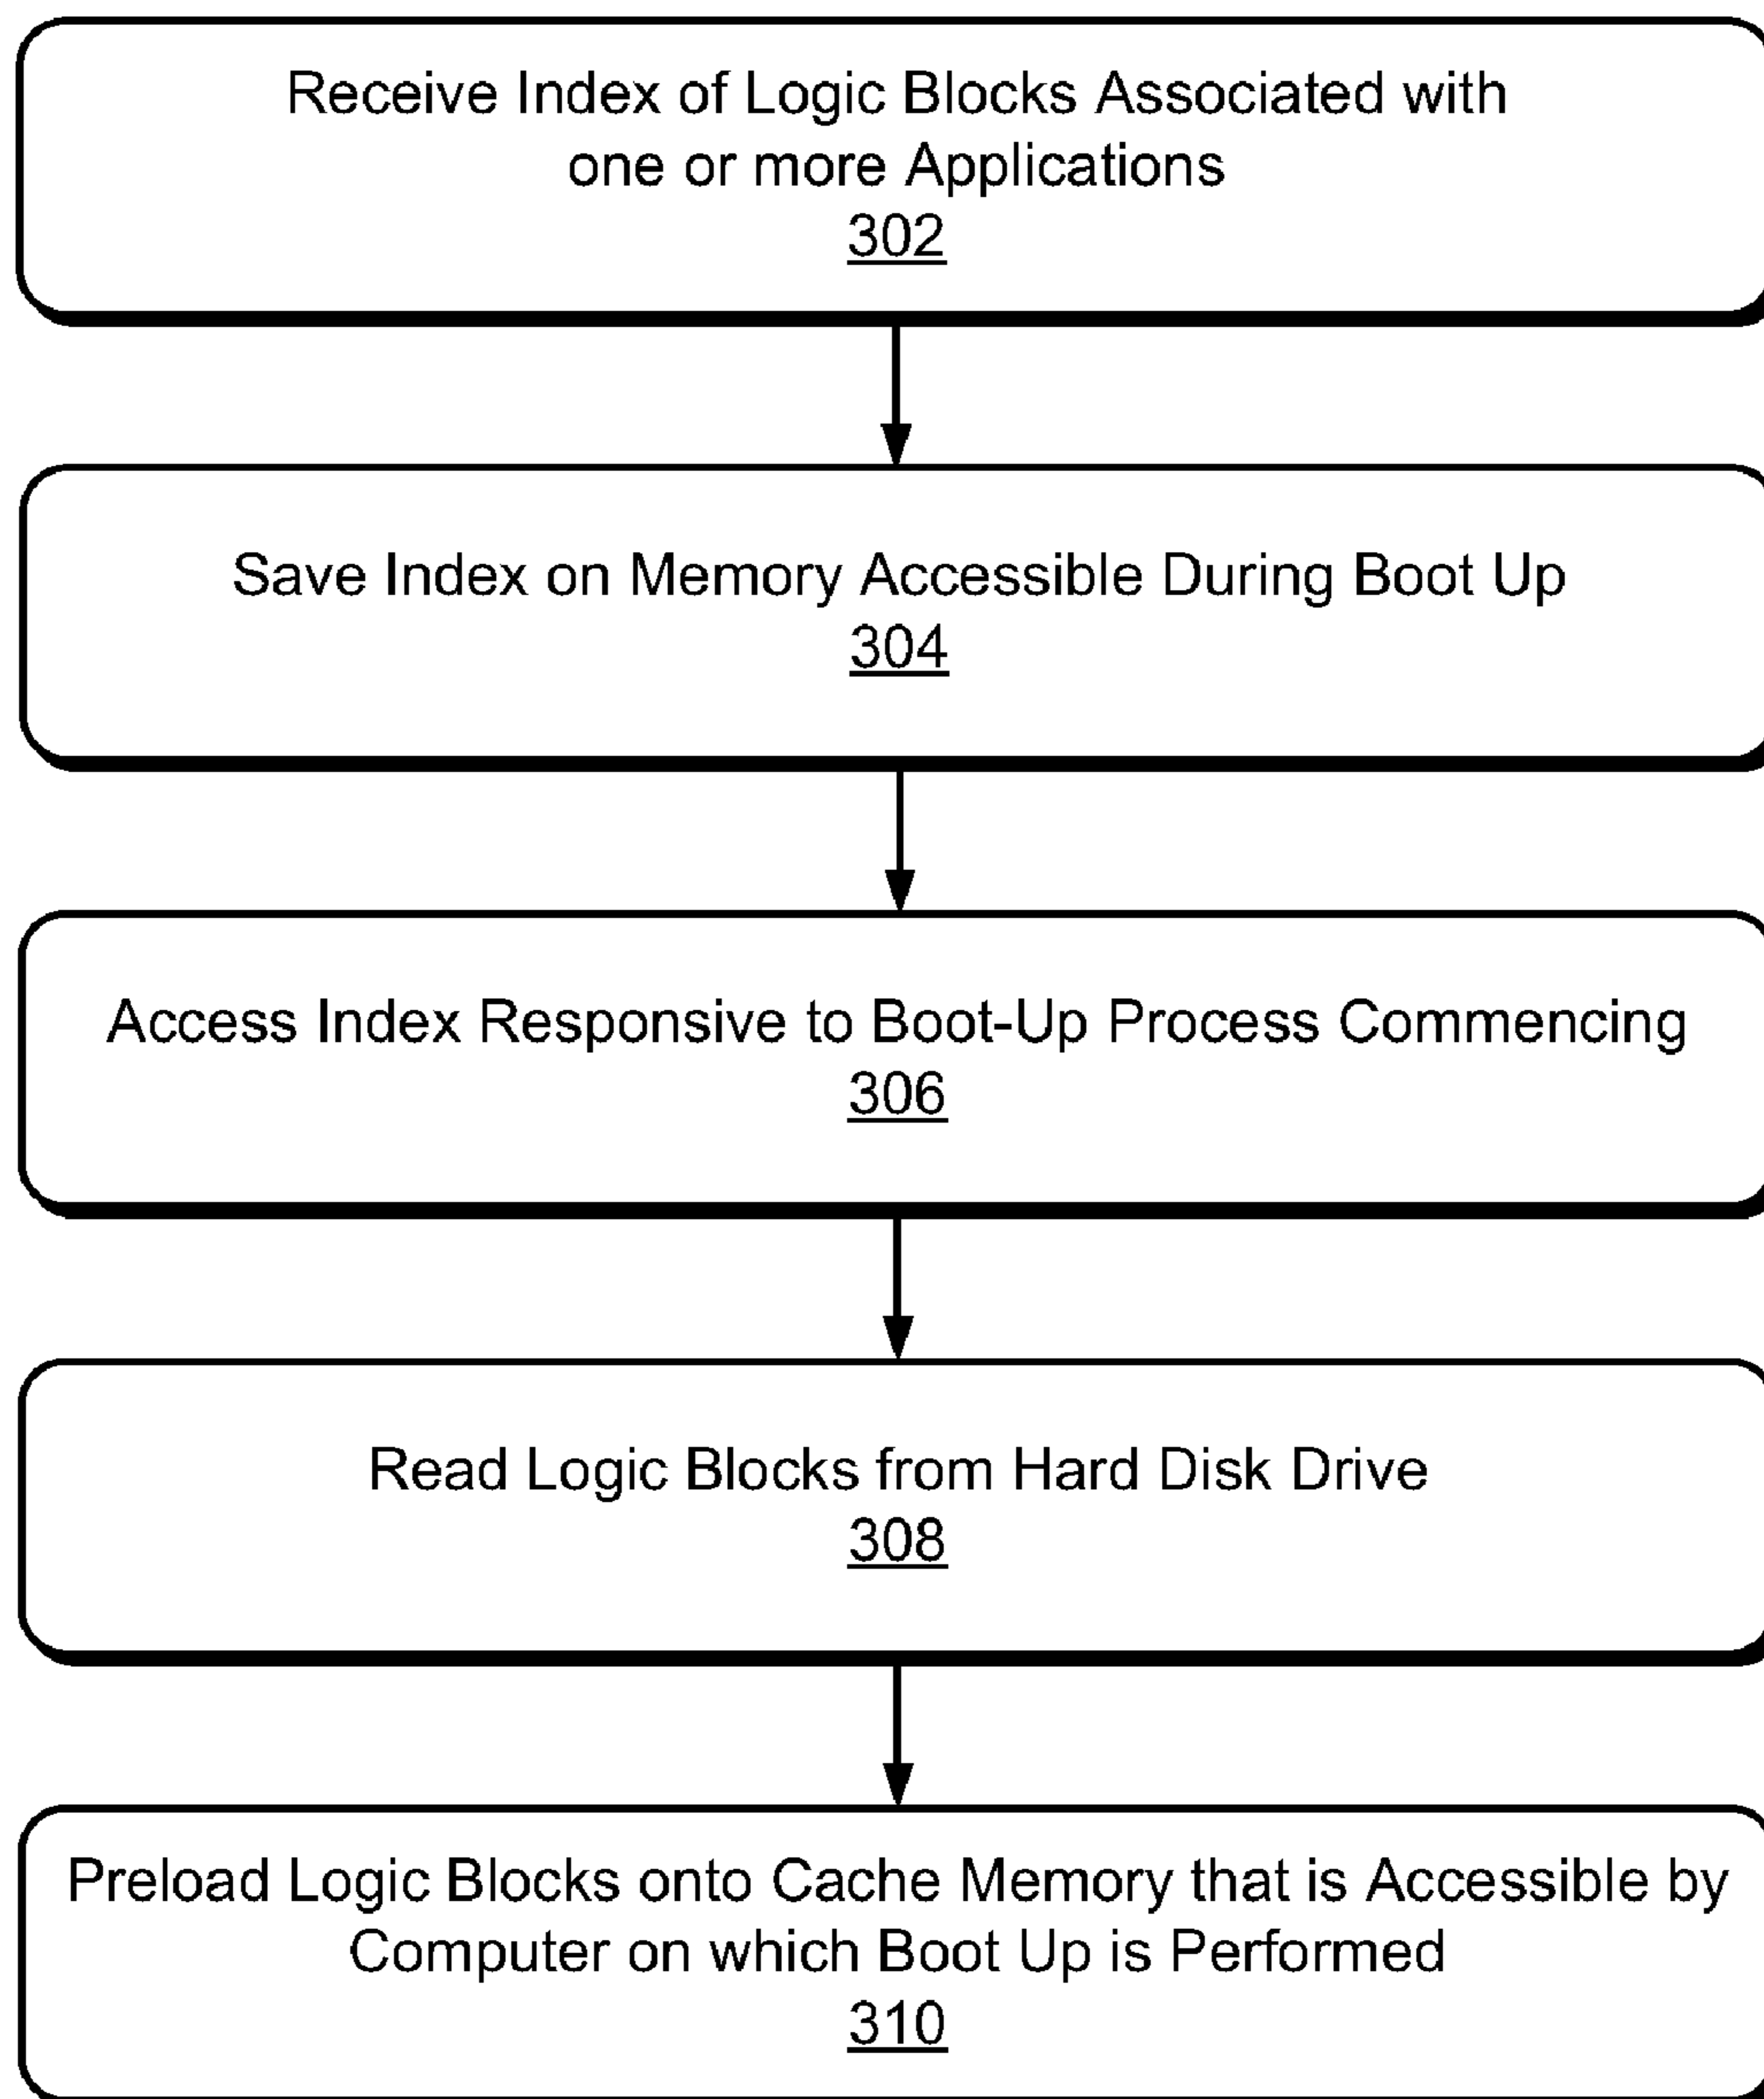 Receive Index of Logic Blocks Associated with
one or more Applications
302
Save Index on Memory Accessible During Boot Up
304
Access Index Responsive to Boot-Up Process Commencing
306
Read Logic Blocks from Hard Disk Drive
308
Preload Logic Blocks onto Cache Memory that is Accessible by
Computer on which Boot Up is Performed
310